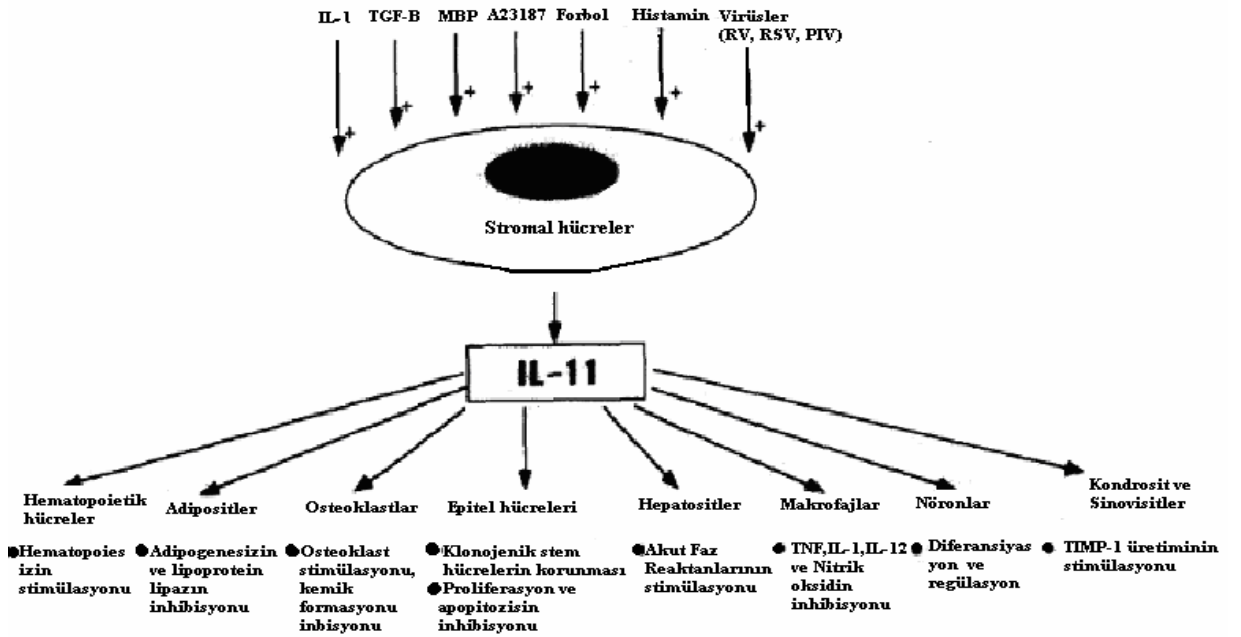 IL-1 TGF-B MBP A23187 Forbol Histamin Virüsler
(RV, RSV, PIV)
+ + + + + + +
Stromal hücreler
IL-11
Hematopoietik
hücreler
Adipositler
Osteoklastlar
Epitel hücreleri
Hepatositler
Makrofajlar
Nöronlar
Kondrosit ve
Sinovisitler
●Hematopoies
izin
stimülasyonu
●Adipogenesizin
ve lipoprotein
lipazın
inhibisyonu
●Osteoklast
stimülasyonu,
kemik
formasyonu
inbisyonu
●Klonojenik stem
hücrelerin korunması
●Proliferasyon ve
apopitozisin
inhibisyonu
●Akut Faz
Reaktanlarının
stimülasyonu
●TNF,IL-1,IL-12
ve Nitrik
oksidin
inhibisyonu
●Diferansiyas
yon ve
regülasyon
●TIMP-1 üretiminin
stimülasyonu